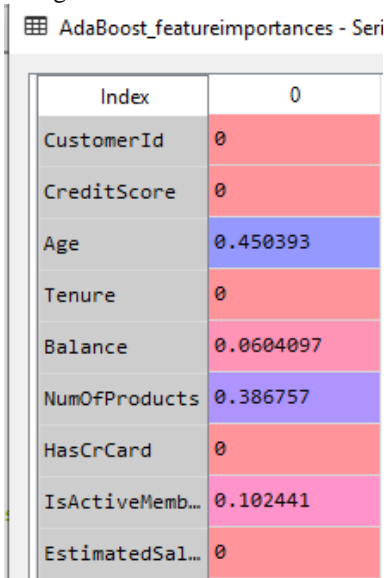 AdaBoost_featureimportances - Seri
Index 0
CustomerId 0
CreditScore 0
Age 0.450393
Tenure 0
Balance 0.0604097
NumOfProducts 0.386757
HasCrCard 0
IsActiveMemb… 0.102441
EstimatedSal… 0